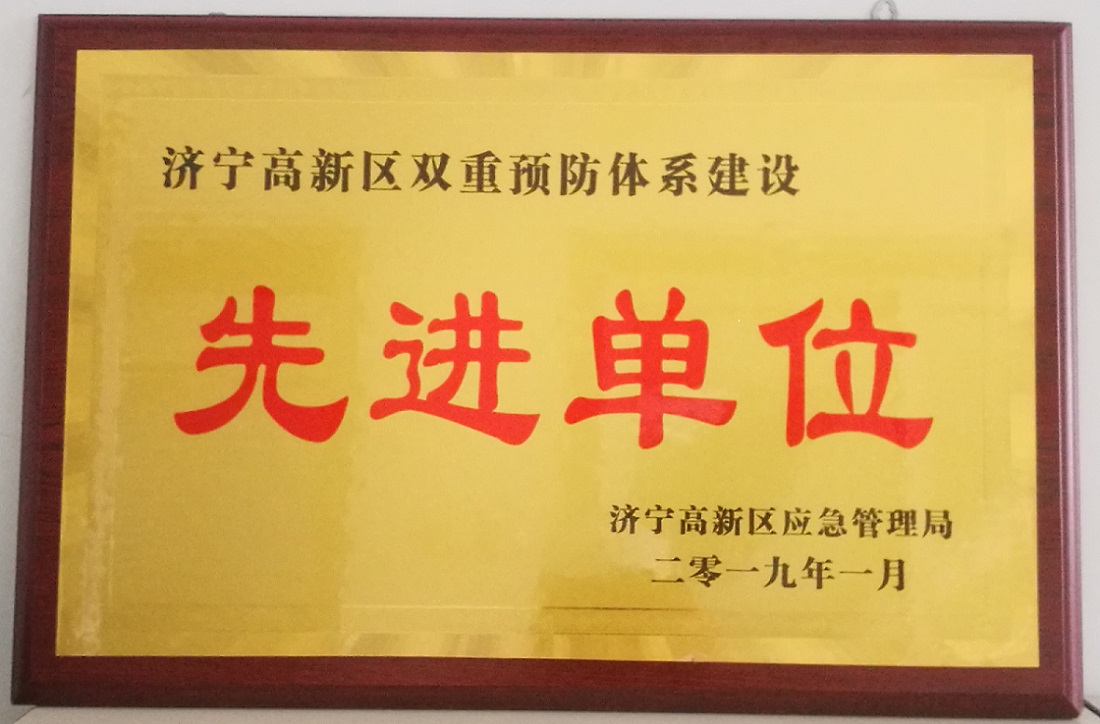 济宁高新区双重预防体系建设
先进单位
济宁高新区应急管理局
二零一九年一月